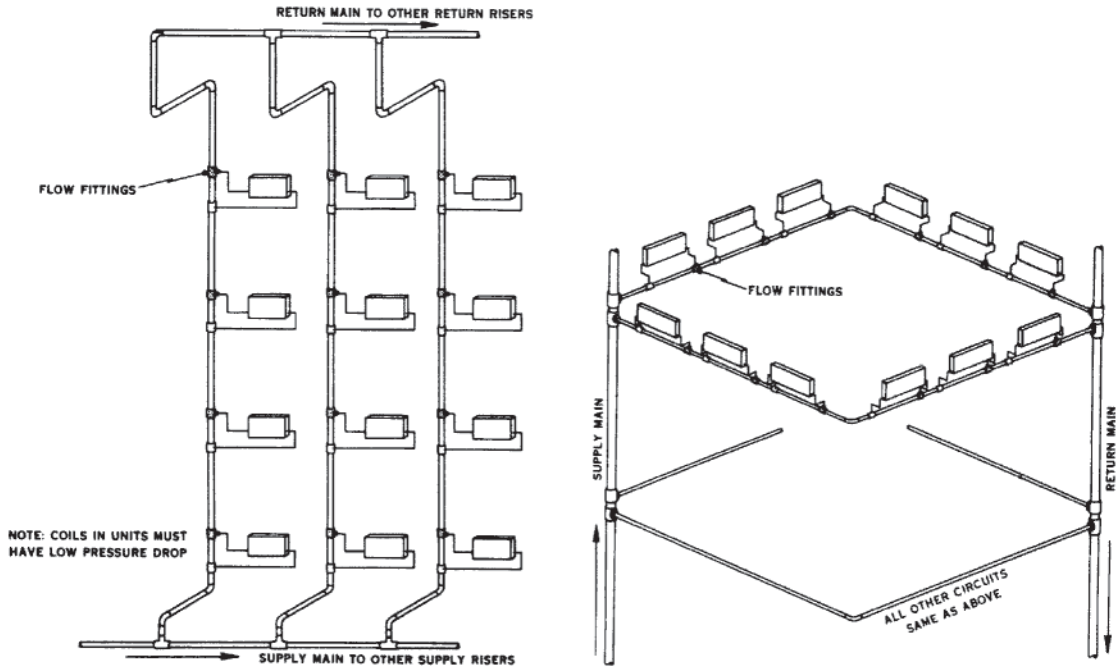 RETURN MAIN TO OTHER RETURN RISERS
FLOW FITTINGS
NOTE: COILS IN UNITS MUST
HAVE LOW PRESSURE DROP
SUPPLY MAIN TO OTHER SUPPLY RISERS
FLOW FITTINGS
SUPPLY MAIN
RETURN MAIN
ALL OTHER CIRCUITS
SAME AS ABOVE